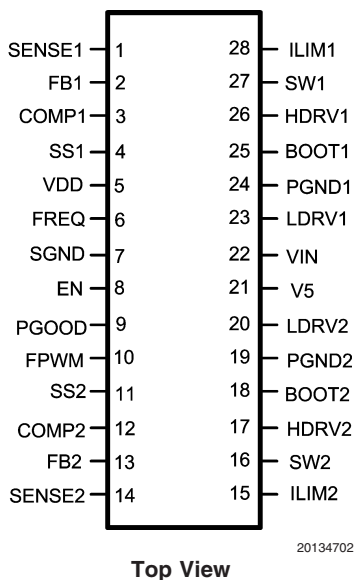 SENSE1 1 28 ILIM1
FB1 2 27 SW1
COMP1 3 26 HDRV1
SS1 4 25 BOOT1
VDD 5 24 PGND1
FREQ 6 23 LDRV1
SGND 7 22 VIN
EN 8 21 V5
PGOOD 9 20 LDRV2
FPWM 10 19 PGND2
SS2 11 18 BOOT2
COMP2 12 17 HDRV2
FB2 13 16 SW2
SENSE2 14 15 ILIM2
20134702
Top View